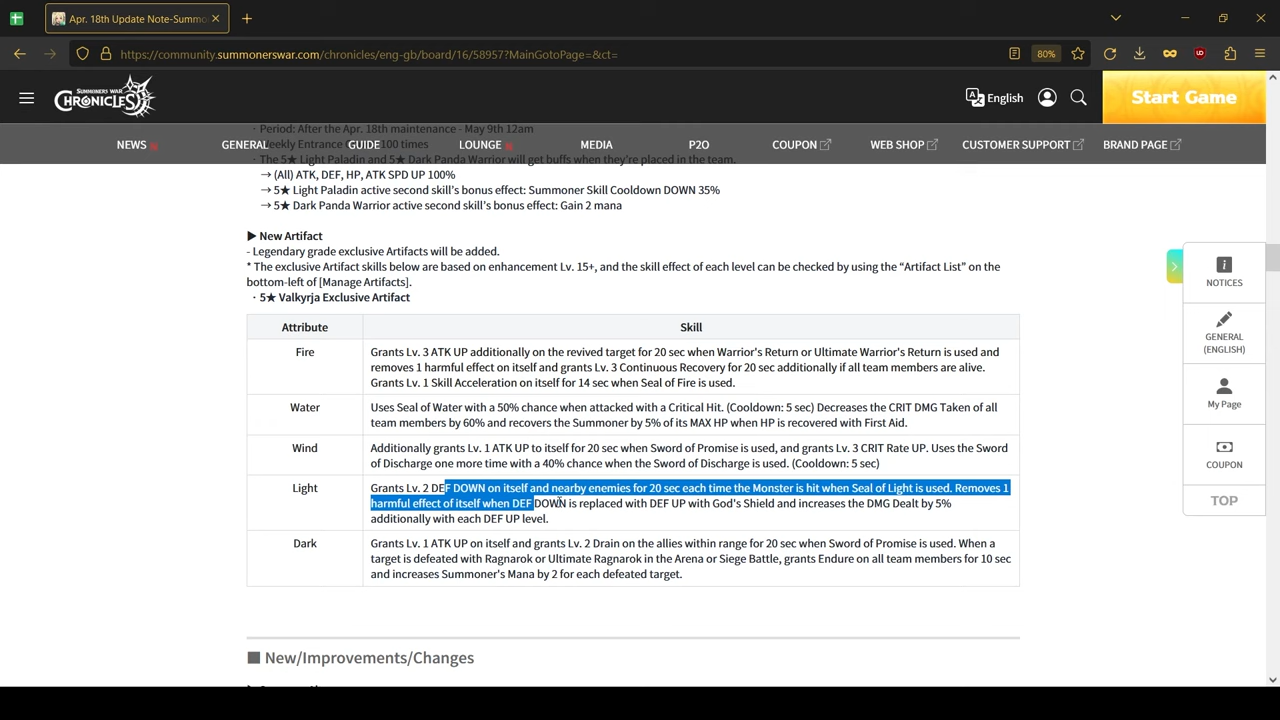 Apr. 18th Update Note-Summo
https://community.summonerswar.com/chronicles/eng-gb/board/16/58957?MainGotoPage=&ct=
80%
SUMMONERS WAR
CHRONICLES
English
Start Game
· Period: After the Apr. 18th maintenance - May 9th 12am
NEWS
GENERAL
GUIDE
LOUNGE
MEDIA
P2O
COUPON
WEB SHOP
CUSTOMER SUPPORT
BRAND PAGE
Weekly Entrance 100 times
· The 5★ Light Paladin and 5★ Dark Panda Warrior will get buffs when they're placed in the team.
→ (All) ATK, DEF, HP, ATK SPD UP 100%
→ 5★ Light Paladin active second skill's bonus effect: Summoner Skill Cooldown DOWN 35%
→ 5★ Dark Panda Warrior active second skill's bonus effect: Gain 2 mana
▶ New Artifact
- Legendary grade exclusive Artifacts will be added.
* The exclusive Artifact skills below are based on enhancement Lv. 15+, and the skill effect of each level can be checked by using the “Artifact List” on the
bottom-left of [Manage Artifacts].
· 5★ Valkyrja Exclusive Artifact
Attribute Skill
Fire
Grants Lv. 3 ATK UP additionally on the revived target for 20 sec when Warrior's Return or Ultimate Warrior's Return is used and
removes 1 harmful effect on itself and grants Lv. 3 Continuous Recovery for 20 sec additionally if all team members are alive.
Grants Lv. 1 Skill Acceleration on itself for 14 sec when Seal of Fire is used.
Water
Uses Seal of Water with a 50% chance when attacked with a Critical Hit. (Cooldown: 5 sec) Decreases the CRIT DMG Taken of all
team members by 60% and recovers the Summoner by 5% of its MAX HP when HP is recovered with First Aid.
Wind
Additionally grants Lv. 1 ATK UP to itself for 20 sec when Sword of Promise is used, and grants Lv. 3 CRIT Rate UP. Uses the Sword
of Discharge one more time with a 40% chance when the Sword of Discharge is used. (Cooldown: 5 sec)
Light
Grants Lv. 2 DEF DOWN on itself and nearby enemies for 20 sec each time the Monster is hit when Seal of Light is used. Removes 1
harmful effect of itself when DEF DOWN is replaced with DEF UP with God's Shield and increases the DMG Dealt by 5%
additionally with each DEF UP level.
Dark
Grants Lv. 1 ATK UP on itself and grants Lv. 2 Drain on the allies within range for 20 sec when Sword of Promise is used. When a
target is defeated with Ragnarok or Ultimate Ragnarok in the Arena or Siege Battle, grants Endure on all team members for 10 sec
and increases Summoner's Mana by 2 for each defeated target.
■ New/Improvements/Changes
NOTICES
GENERAL
(ENGLISH)
My Page
COUPON
TOP